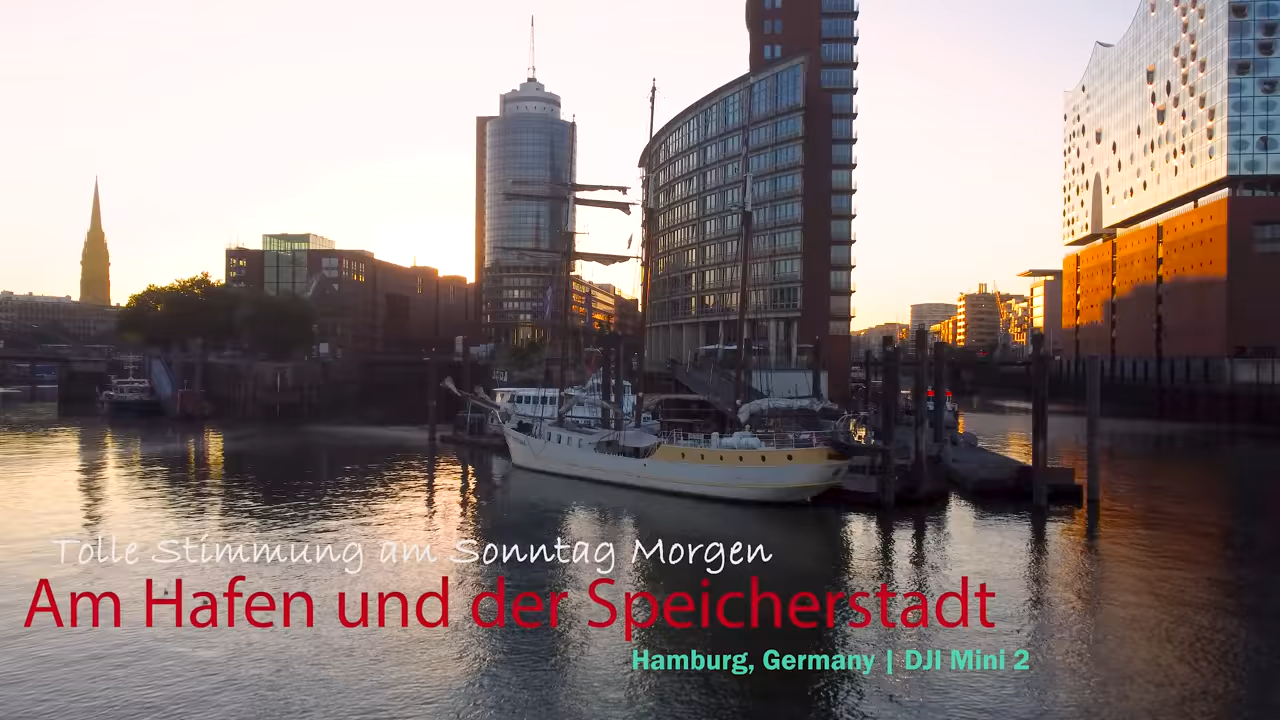 Tolle Stimmung am Sonntag Morgen
Am Hafen und der Speicherstadt
Hamburg, Germany | DJI Mini 2